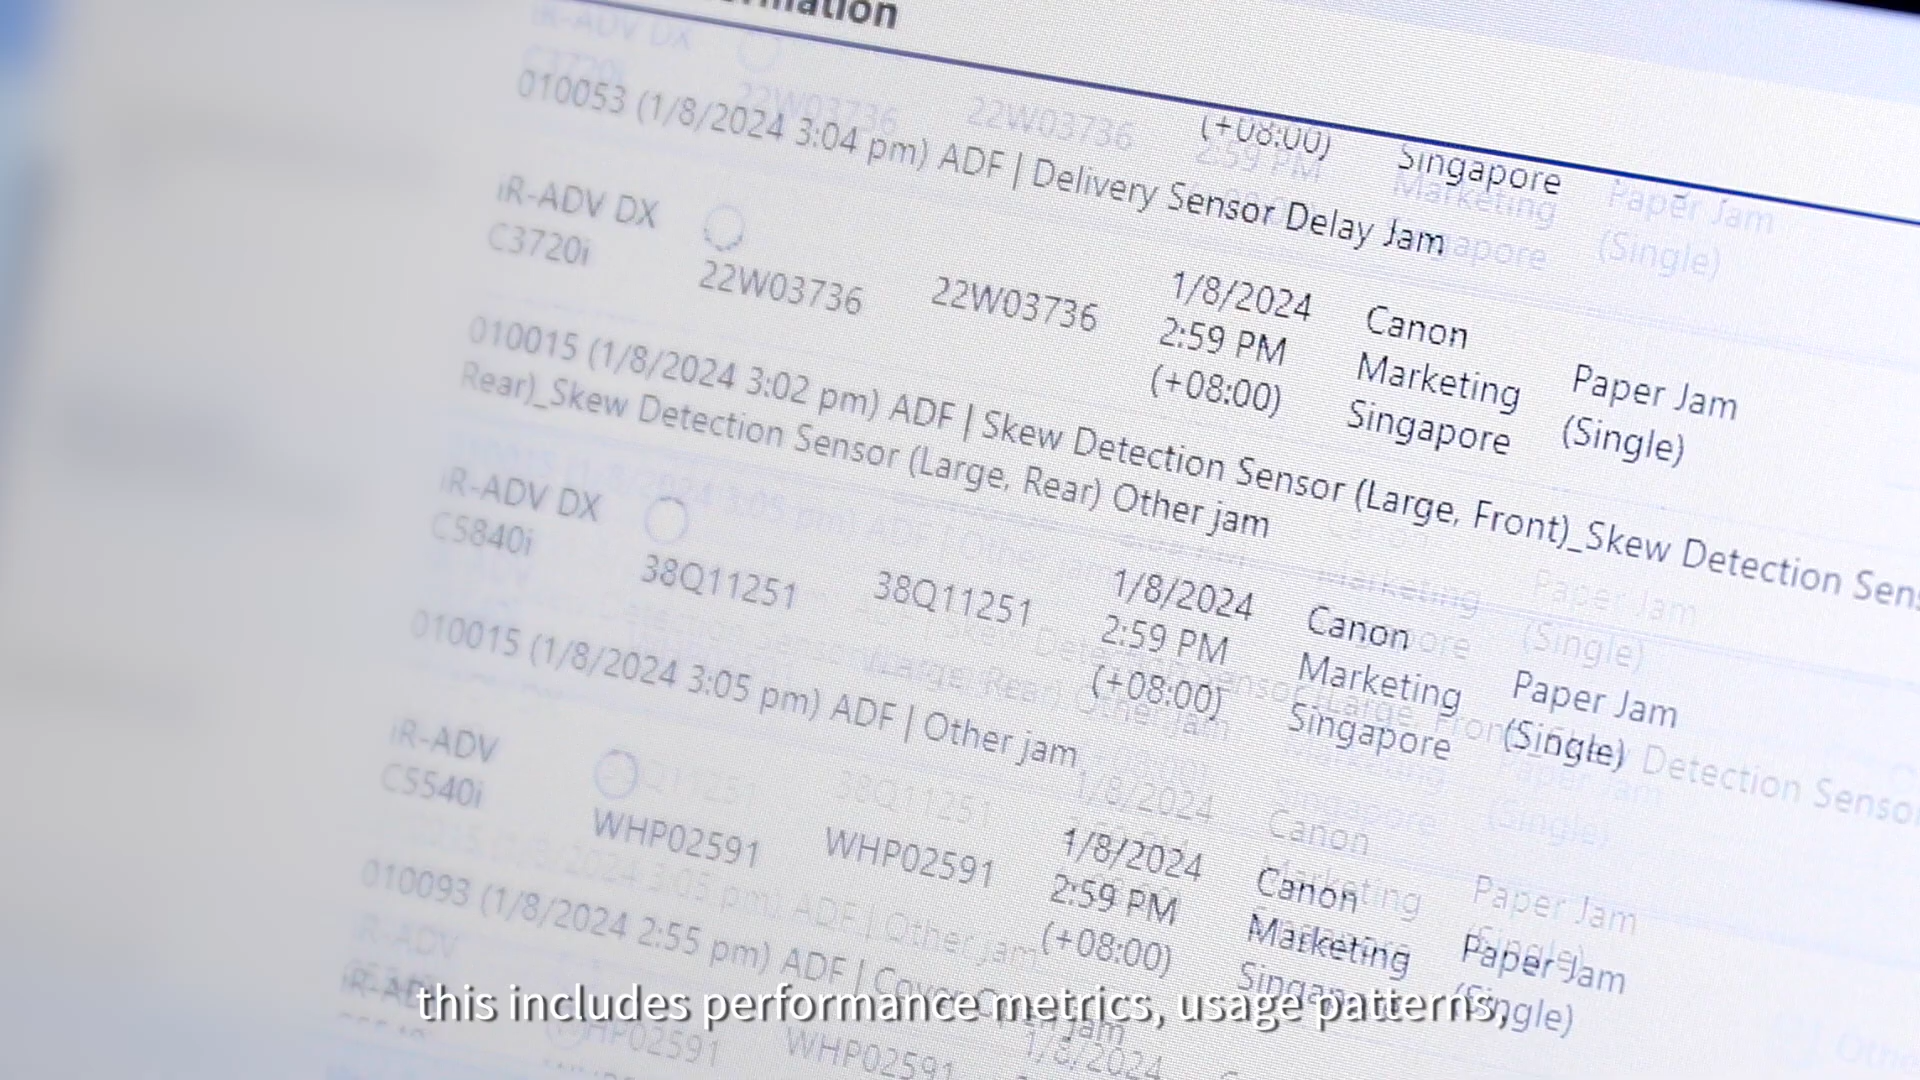 (+08:00)
Singapore
010053 (1/8/2024 3:04 pm) ADF | Delivery Sensor Delay Jam
iR-ADV DX
C3720i
22W03736
22W03736
1/8/2024
2:59 PM
(+08:00)
Canon
Marketing
Singapore
Paper Jam
(Single)
010015 (1/8/2024 3:02 pm) ADF | Skew Detection Sensor (Large, Front)_Skew Detection
Rear)_Skew Detection Sensor (Large, Rear) Other jam
iR-ADV DX
C5840i
38Q11251
38Q11251
1/8/2024
2:59 PM
(+08:00)
Canon
Marketing
Singapore
Paper Jam
(Single)
010015 (1/8/2024 3:05 pm) ADF | Other jam
iR-ADV
C5540i
WHP02591
WHP02591
1/8/2024
2:59 PM
(+08:00)
Canon
Marketing
Paper Jam
(Single)
010093 (1/8/2024 2:55 pm) ADF |
this includes performance metrics, usage patterns,